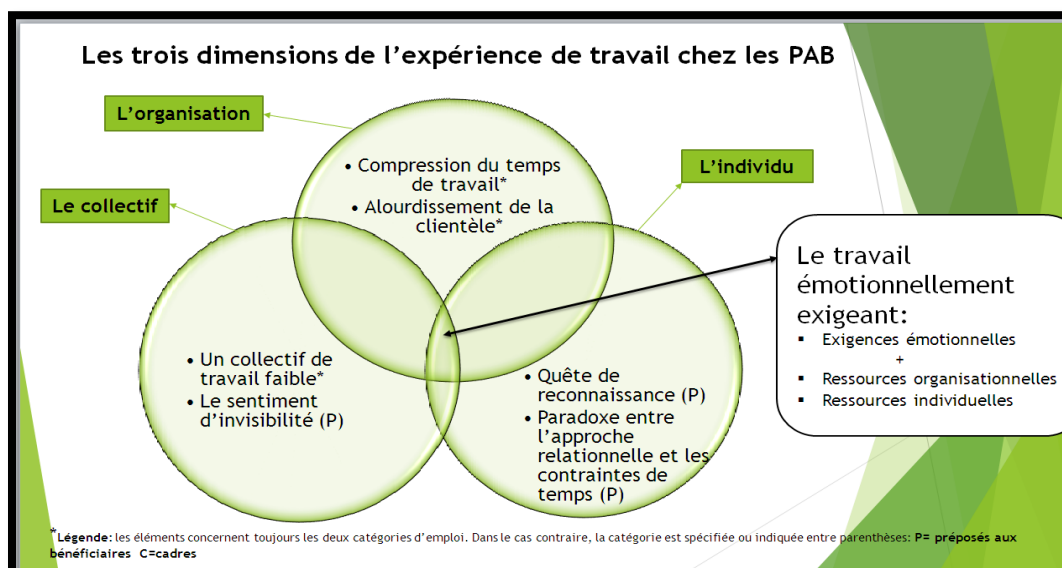 Les trois dimensions de l’expérience de travail chez les PAB
L’organisation
• Compression du temps
de travail*
• Alourdissement de la
clientèle*
L’individu
Le collectif
• Un collectif de
travail faible*
• Le sentiment
d’invisibilité (P)
• Quête de
reconnaissance (P)
• Paradoxe entre
l’approche
relationnelle et les
contraintes de
temps (P)
Le travail
émotionnellement
exigeant:
▪ Exigences émotionnelles
+
▪ Ressources organisationnelles
▪ Ressources individuelles
*Légende: les éléments concernent toujours les deux catégories d’emploi. Dans le cas contraire, la catégorie est spécifiée ou indiquée entre parenthèses: P= préposés aux
bénéficiaires C=cadres